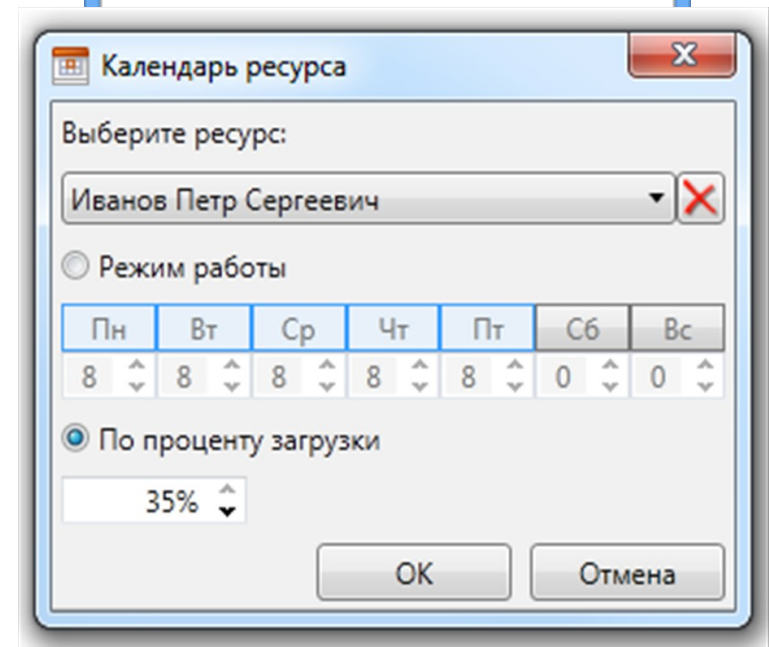 Календарь ресурса
Выберите ресурс:
Иванов Петр Сергеевич
Режим работы
Пн Вт Ср Чт Пт Сб Вс
8 8 8 8 8 0 0
По проценту загрузки
35%
OK Отмена